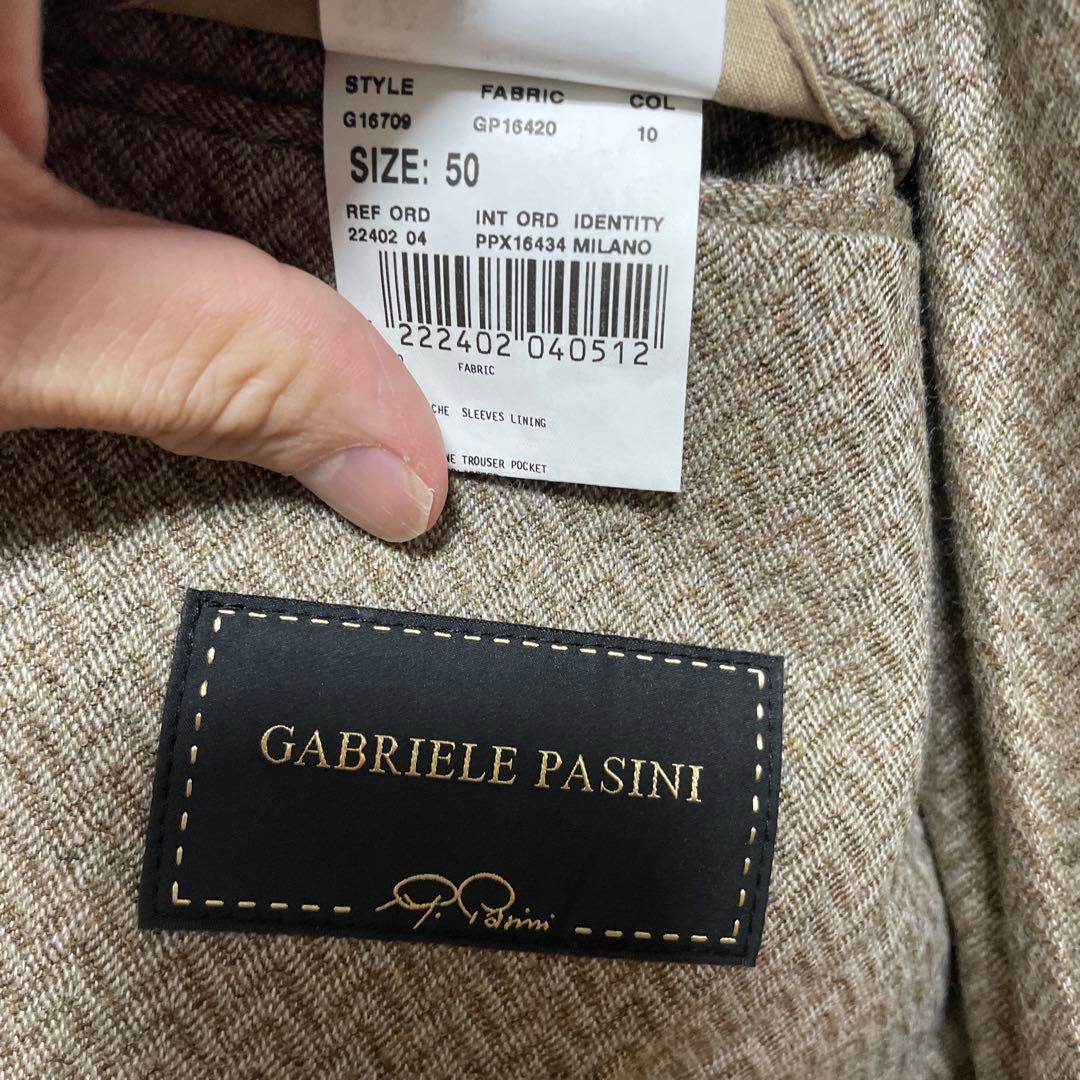 STYLE FABRIC COL
G16709 GP16420 10
SIZE: 50
REF ORD INT ORD IDENTITY
22402 04 PPX16434 MILANO
222402 040512
FABRIC
SLEEVES LINING
TROUSER POCKET
GABRIELE PASINI
G. Pasini